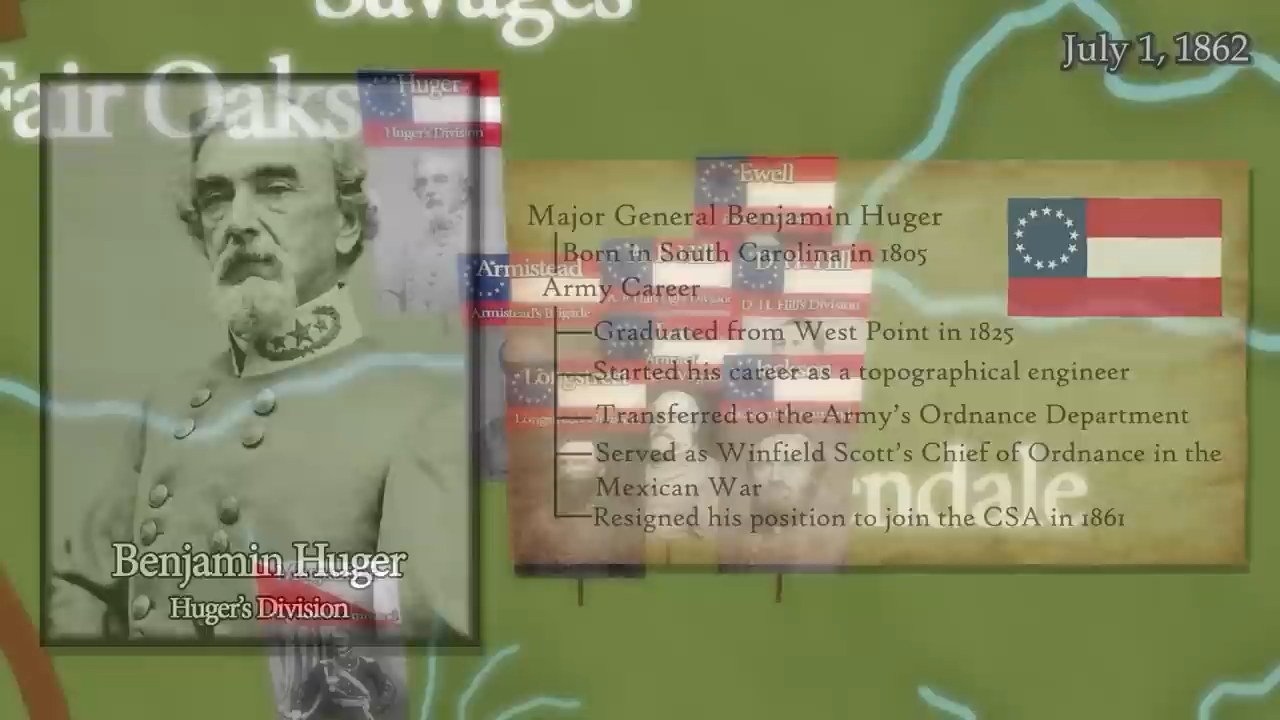 Savages
July 1, 1862
Fair Oaks
Huger
Huger's Division
Ewell
Major General Benjamin Huger
Born in South Carolina in 1805
Armistead
Armistead's Brigade
D. H. Hill
D. H. Hill's Division
Army Career
Graduated from West Point in 1825
Started his career as a topographical engineer
Longstreet
Transferred to the Army's Ordnance Department
Served as Winfield Scott's Chief of Ordnance in the
Mexican War
endale
Resigned his position to join the CSA in 1861
Benjamin Huger
Huger's Division